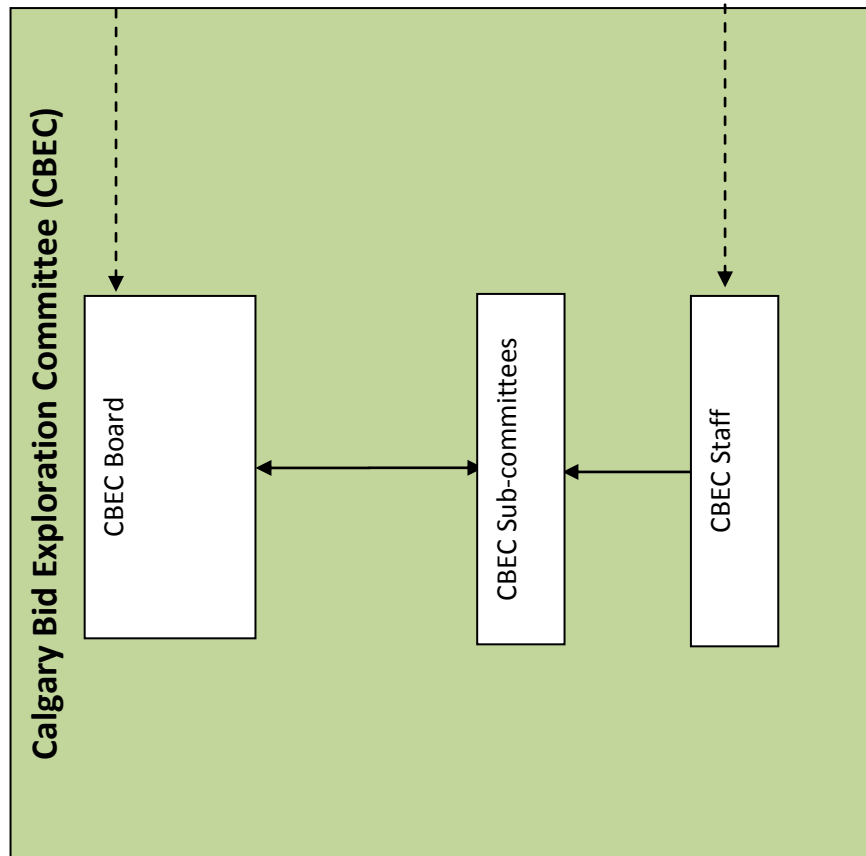 Calgary Bid Exploration Committee (CBEC)
CBEC Board
CBEC Sub-committees
CBEC Staff